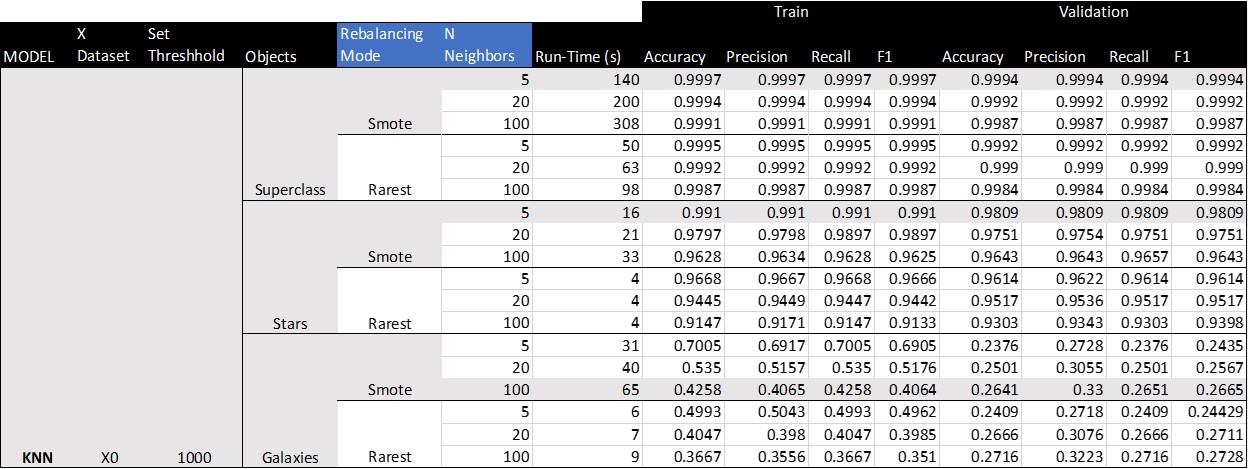 Train Validation
X Set Rebalancing N
MODEL Dataset Threshhold Objects Mode Neighbors Run-Time (s) Accuracy Precision Recall F1 Accuracy Precision Recall F1
5 140 0.9997 0.9997 0.9997 0.9997 0.9994 0.9994 0.9994 0.9994
20 200 0.9994 0.9994 0.9994 0.9994 0.9992 0.9992 0.9992 0.9992
Smote 100 308 0.9991 0.9991 0.9991 0.9991 0.9987 0.9987 0.9987 0.9987
5 50 0.9995 0.9995 0.9995 0.9995 0.9992 0.9992 0.9992 0.9992
20 63 0.9992 0.9992 0.9992 0.9992 0.999 0.999 0.999 0.999
Superclass Rarest 100 98 0.9987 0.9987 0.9987 0.9987 0.9984 0.9984 0.9984 0.9984
5 16 0.991 0.991 0.991 0.991 0.9809 0.9809 0.9809 0.9809
20 21 0.9797 0.9798 0.9897 0.9897 0.9751 0.9754 0.9751 0.9751
Smote 100 33 0.9628 0.9634 0.9628 0.9625 0.9643 0.9643 0.9657 0.9643
5 4 0.9668 0.9667 0.9668 0.9666 0.9614 0.9622 0.9614 0.9614
20 4 0.9445 0.9449 0.9447 0.9442 0.9517 0.9536 0.9517 0.9517
Stars Rarest 100 4 0.9147 0.9171 0.9147 0.9133 0.9303 0.9343 0.9303 0.9398
5 31 0.7005 0.6917 0.7005 0.6905 0.2376 0.2728 0.2376 0.2435
20 40 0.535 0.5157 0.535 0.5176 0.2501 0.3055 0.2501 0.2567
Smote 100 65 0.4258 0.4065 0.4258 0.4064 0.2641 0.33 0.2651 0.2665
5 6 0.4993 0.5043 0.4993 0.4962 0.2409 0.2718 0.2409 0.24429
20 7 0.4047 0.398 0.4047 0.3985 0.2666 0.3076 0.2666 0.2711
KNN X0 1000 Galaxies Rarest 100 9 0.3667 0.3556 0.3667 0.351 0.2716 0.3223 0.2716 0.2728